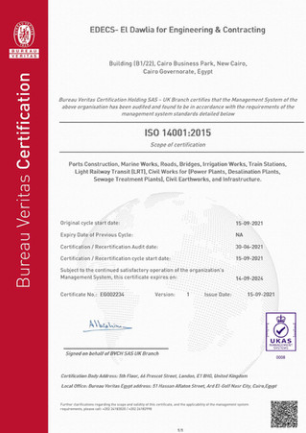 BUREAU
VERITAS
Bureau Veritas Certification
EDECS- El Dawlia for Engineering & Contracting
Building (B1/22), Cairo Business Park, New Cairo,
Cairo Governorate, Egypt
Bureau Veritas Certification Holding SAS – UK Branch certifies that the Management System of the
above organisation has been audited and found to be in accordance with the requirements of the
management system standards detailed below
ISO 14001:2015
Scope of certification
Ports Construction, Marine Works, Roads, Bridges, Irrigation Works, Train Stations,
Light Railway Transit (LRT), Civil Works for (Power Plants, Desalination Plants,
Sewage Treatment Plants), Civil Earthworks, and Infrastructure.
Original cycle start date: 15-09-2021
Expiry Date of Previous Cycle: NA
Certification / Recertification Audit date: 30-06-2021
Certification / Recertification cycle start date: 15-09-2021
Subject to the continued satisfactory operation of the organization's
Management System, this certificate expires on: 14-09-2024
Certificate No.: EG002234 Version: 1 Issue Date: 15-09-2021
Signed on behalf of BVCH SAS UK Branch
UKAS
MANAGEMENT
SYSTEMS
0008
Certification Body Address: 5th Floor, 66 Prescot Street, London, E1 8HG, United Kingdom
Local Office: Bureau Veritas Egypt address: 51 Hassan Aflaton Street, Ard El-Golf Nasr City, Cairo,Egypt
Further clarifications regarding the scope and validity of this certificate, and the applicability of the management system
requirements, please call:
1/1